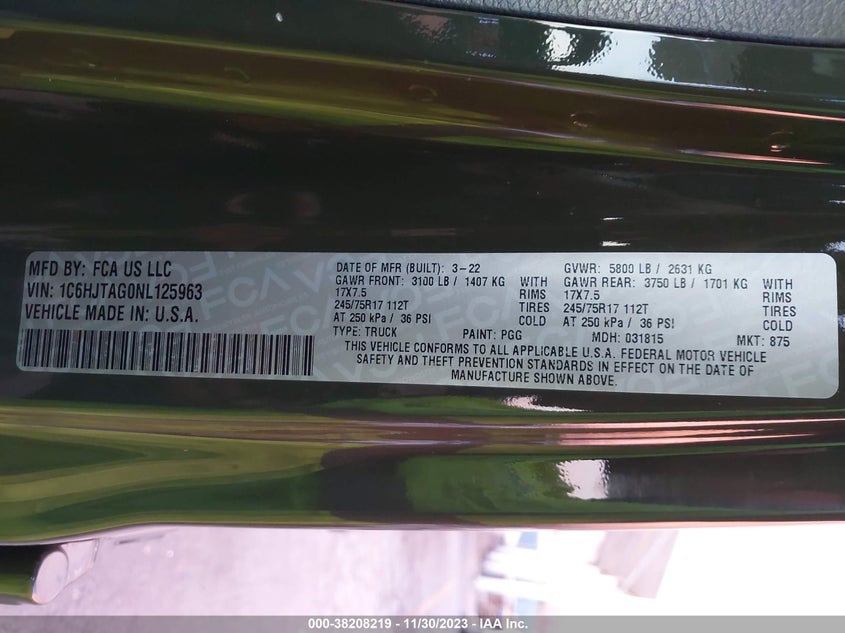 MFD BY: FCA US LLC
VIN: 1C6HJTAG0NL125963
VEHICLE MADE IN: U.S.A.
DATE OF MFR (BUILT): 3-22
GAWR FRONT: 3100 LB / 1407 KG WITH
17X7.5 RIMS
245/75R17 112T TIRES
AT 250 kPa / 36 PSI COLD
TYPE: TRUCK PAINT: PGG
GVWR: 5800 LB / 2631 KG
GAWR REAR: 3750 LB / 1701 KG WITH
17X7.5 RIMS
245/75R17 112T TIRES
AT 250 kPa / 36 PSI COLD
MDH: 031815 MKT: 875
THIS VEHICLE CONFORMS TO ALL APPLICABLE U.S.A. FEDERAL MOTOR VEHICLE
SAFETY AND THEFT PREVENTION STANDARDS IN EFFECT ON THE DATE OF
MANUFACTURE SHOWN ABOVE.
000-38208219 - 11/30/2023 - IAA Inc.